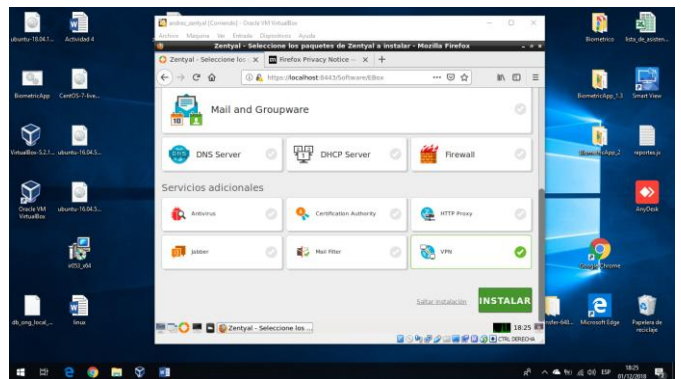 andres_zentyal [Corriendo] - Oracle VM VirtualBox
Archivo Máquina Ver Entrada Dispositivos Ayuda
Zentyal - Seleccione los paquetes de Zentyal a instalar - Mozilla Firefox
Zentyal - Seleccione los
Firefox Privacy Notice —
https://localhost:8443/Software/EBox
Mail and Groupware
DNS Server
DHCP Server
Firewall
Servicios adicionales
Antivirus
Certification Authority
HTTP Proxy
Jabber
Mail Filter
VPN
Saltar instalación
INSTALAR
Zentyal - Seleccione los ...
18:25
CTRL DERECHA
ubuntu-18.04.1...
Actividad 4
Biometrico
lista_de_asisten...
BiometricApp
CentOS-7-live...
BiometricApp_1.3
Smart View
VirtualBox-5.2.1...
ubuntu-16.04.5...
BiometricApp_2
reportes.js
Oracle VM
VirtualBox
ubuntu-16.04.5...
AnyDesk
v053_x64
Google Chrome
db_ong_local_...
linux
Microsoft Edge
Papelera de
reciclaje
ESP
18:25
01/12/2018